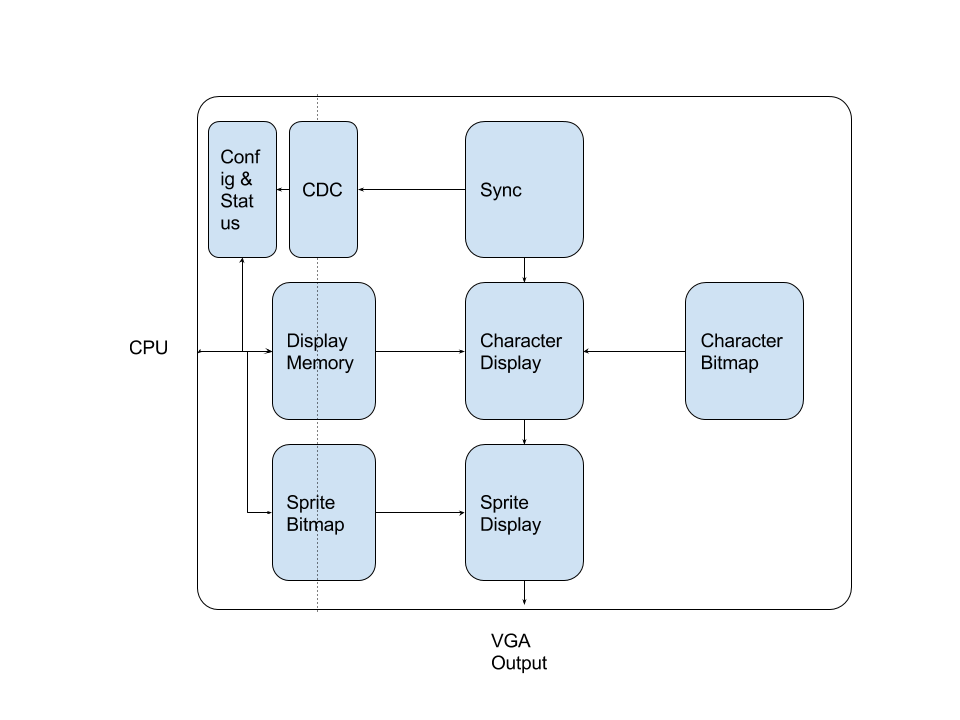 Conf
ig &
Stat
us
CDC
Sync
CPU
Display
Memory
Character
Display
Character
Bitmap
Sprite
Bitmap
Sprite
Display
VGA
Output